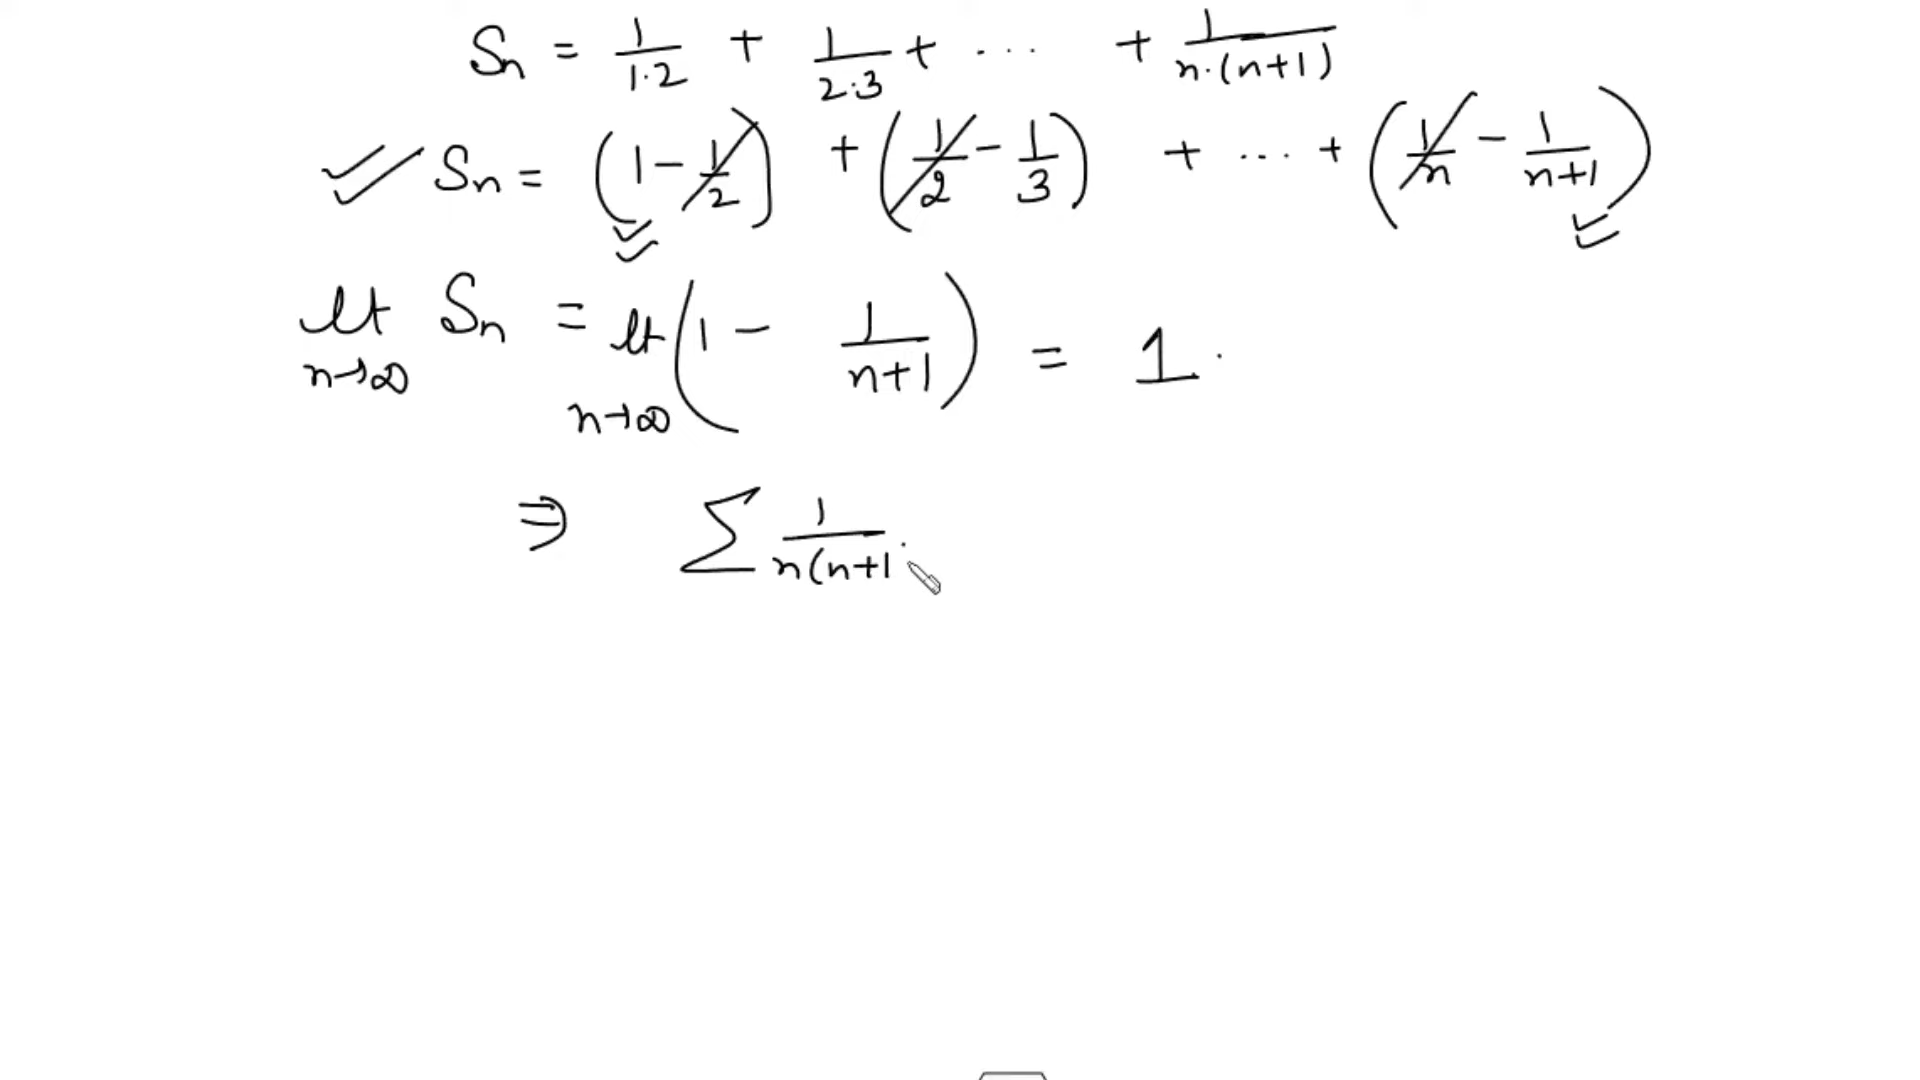 Sn = 1/1·2 + 1/2·3 + ... + 1/n·(n+1)
Sn = (1 - 1/2) + (1/2 - 1/3) + ... + (1/n - 1/n+1)
lt n→∞ Sn = lt n→∞ (1 - 1/n+1) = 1.
⇒ ∑ 1/n(n+1